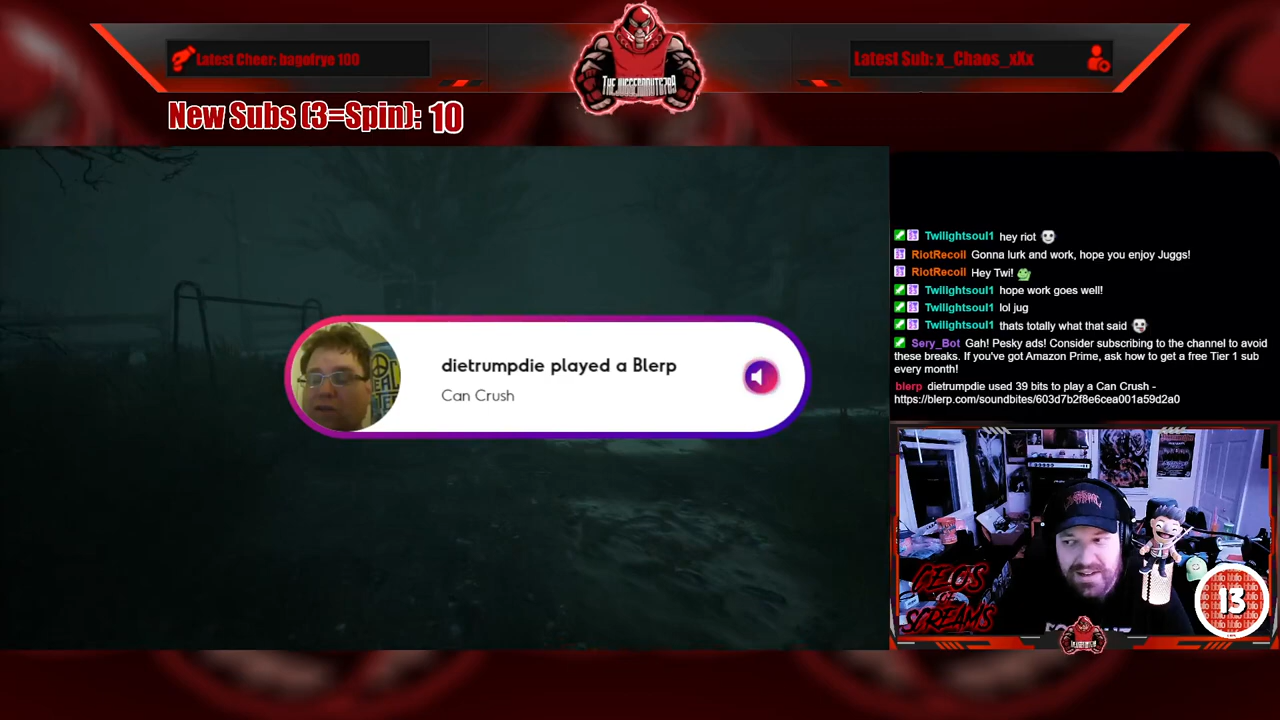 Latest Cheer: bagofrye 100
THEJUGGERNAUT6789
Latest Sub: x_Chaos_xXx
New Subs (3=Spin): 10
Twilightsoul1 hey riot
RiotRecoil Gonna lurk and work, hope you enjoy Juggs!
RiotRecoil Hey Twi!
Twilightsoul1 hope work goes well!
Twilightsoul1 lol jug
Twilightsoul1 thats totally what that said
Sery_Bot Gah! Pesky ads! Consider subscribing to the channel to avoid
these breaks. If you've got Amazon Prime, ask how to get a free Tier 1 sub
every month!
blerp dietrumpdie used 39 bits to play a Can Crush -
https://blerp.com/soundbites/603d7b2f8e6cea001a59d2a0
dietrumpdie played a Blerp
Can Crush
SCREAMS
13